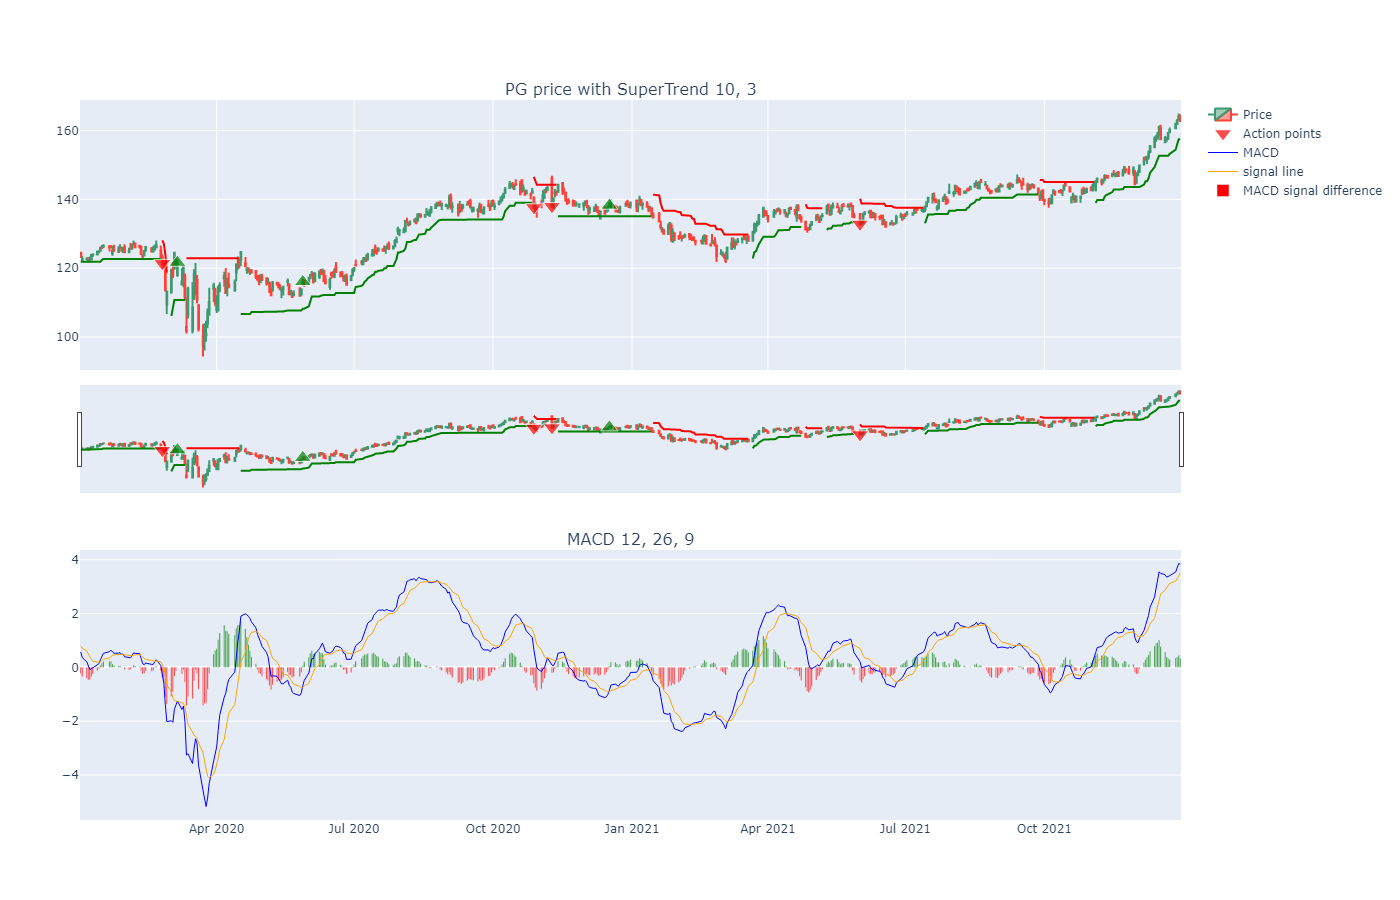 PG price with SuperTrend 10, 3
160
140
120
100
Price
Action points
MACD
signal line
MACD signal difference
MACD 12, 26, 9
4
2
0
−2
−4
Apr 2020 Jul 2020 Oct 2020 Jan 2021 Apr 2021 Jul 2021 Oct 2021